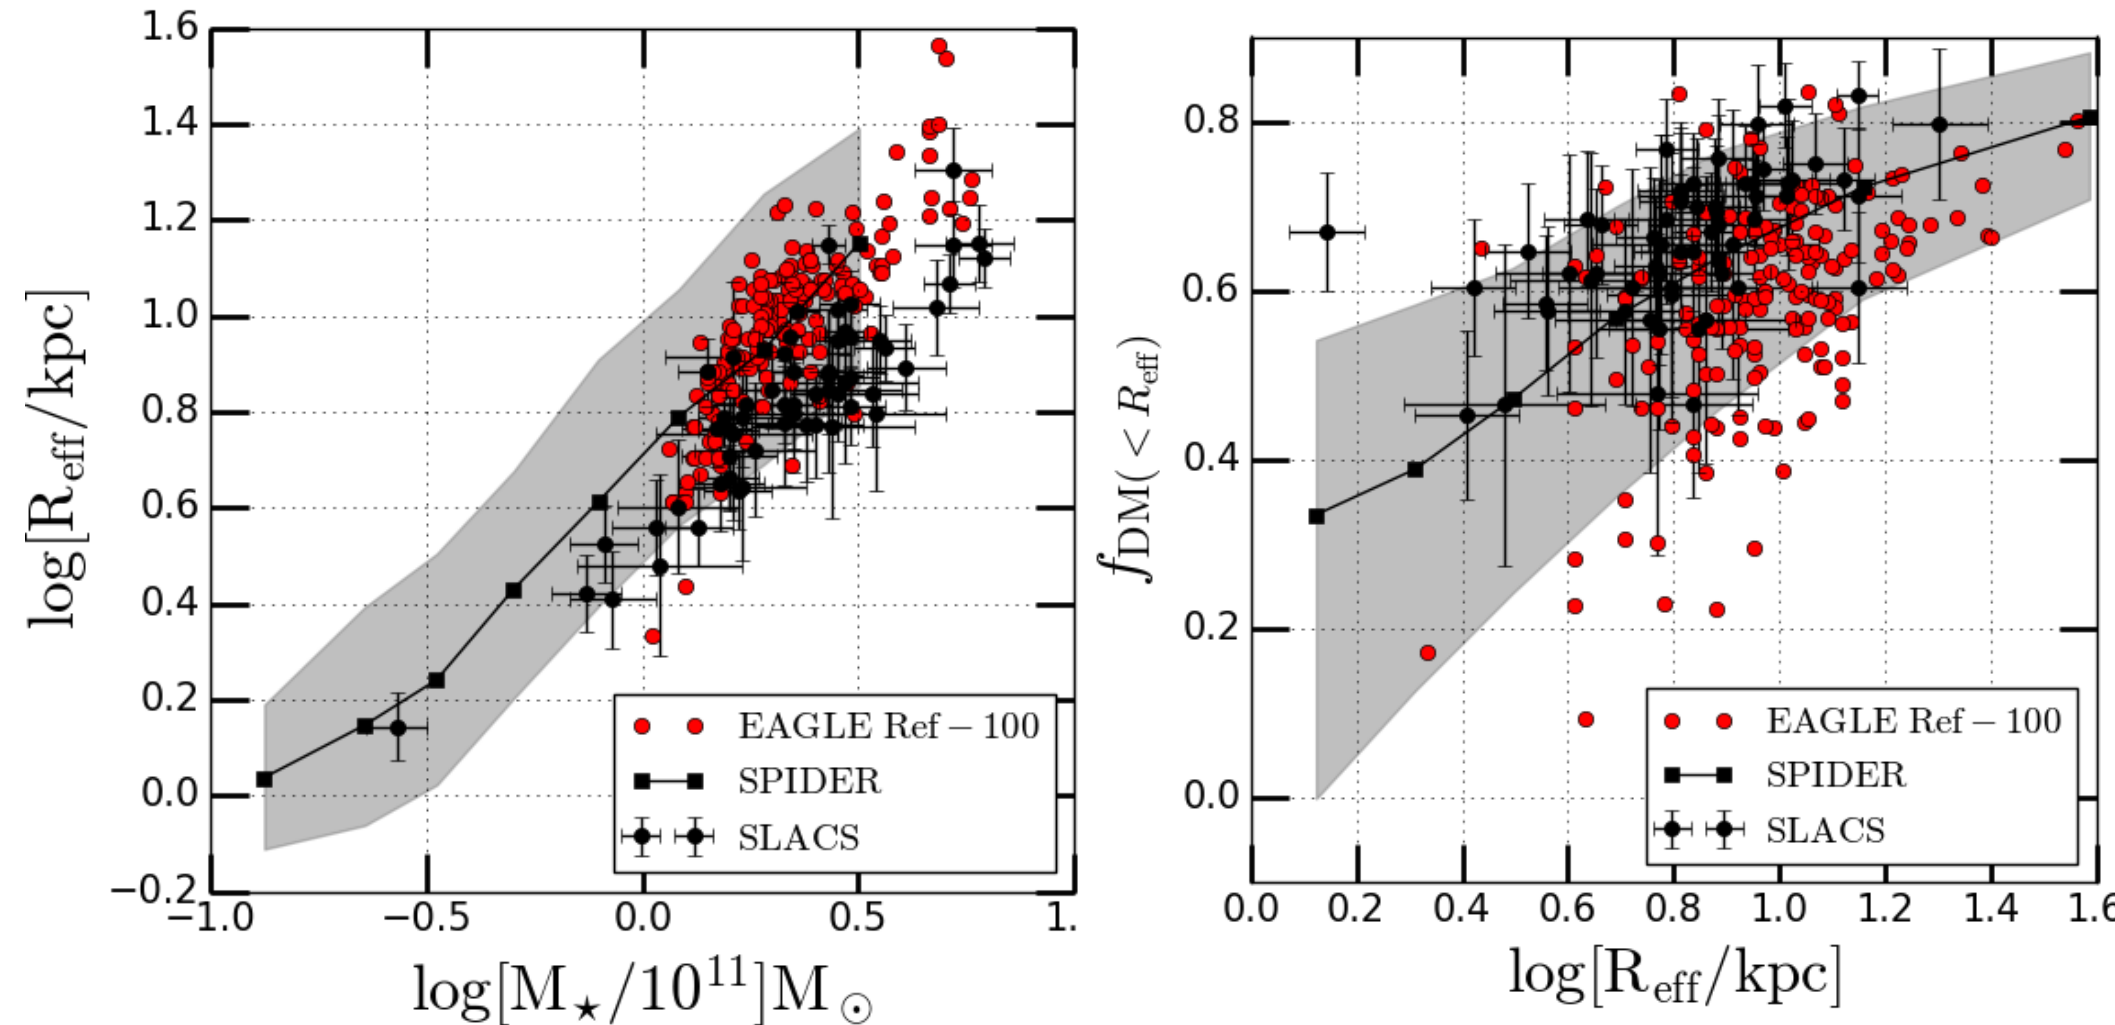 1.6
1.4
1.2
1.0
0.8
0.6
0.4
0.2
0.0
−0.2
log[R_eff/kpc]
EAGLE Ref − 100
SPIDER
SLACS
−1.0 −0.5 0.0 0.5 1.
log[M_★/10^11]M_⊙
0.8
0.6
0.4
0.2
0.0
f_DM(< R_eff)
EAGLE Ref − 100
SPIDER
SLACS
0.0 0.2 0.4 0.6 0.8 1.0 1.2 1.4 1.6
log[R_eff/kpc]